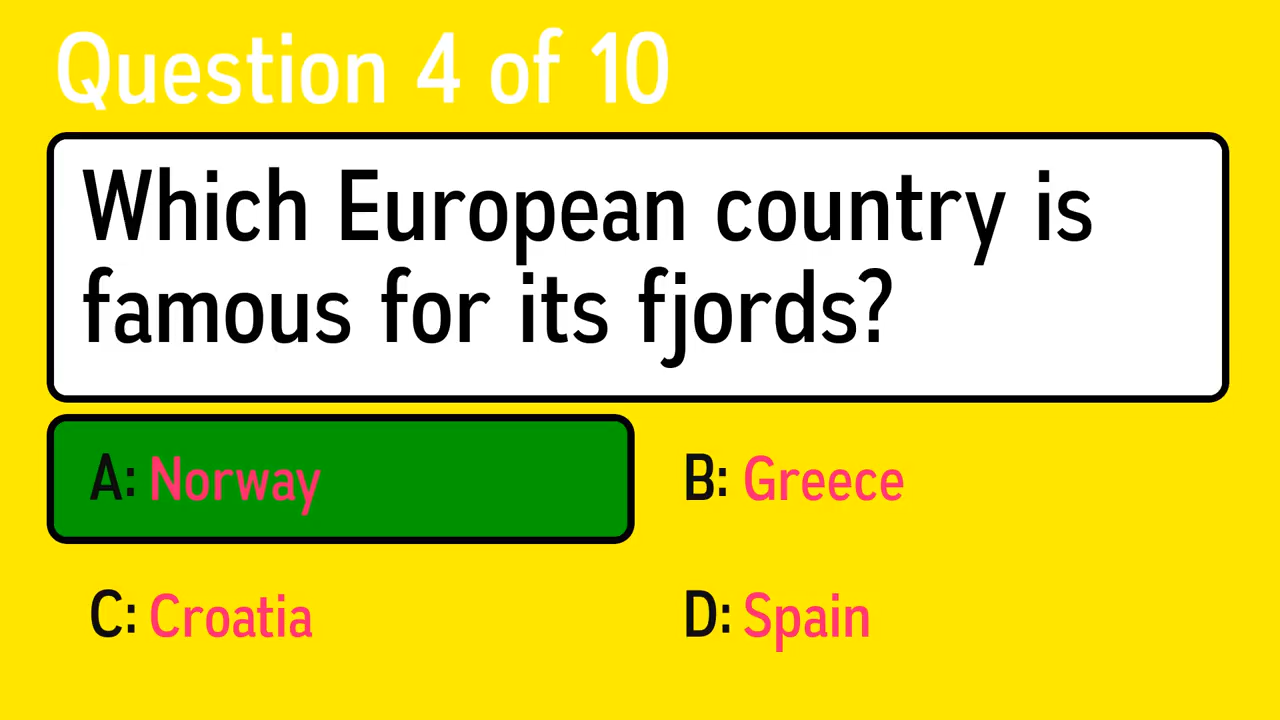 Question 4 of 10
Which European country is
famous for its fjords?
A: Norway
B: Greece
C: Croatia
D: Spain